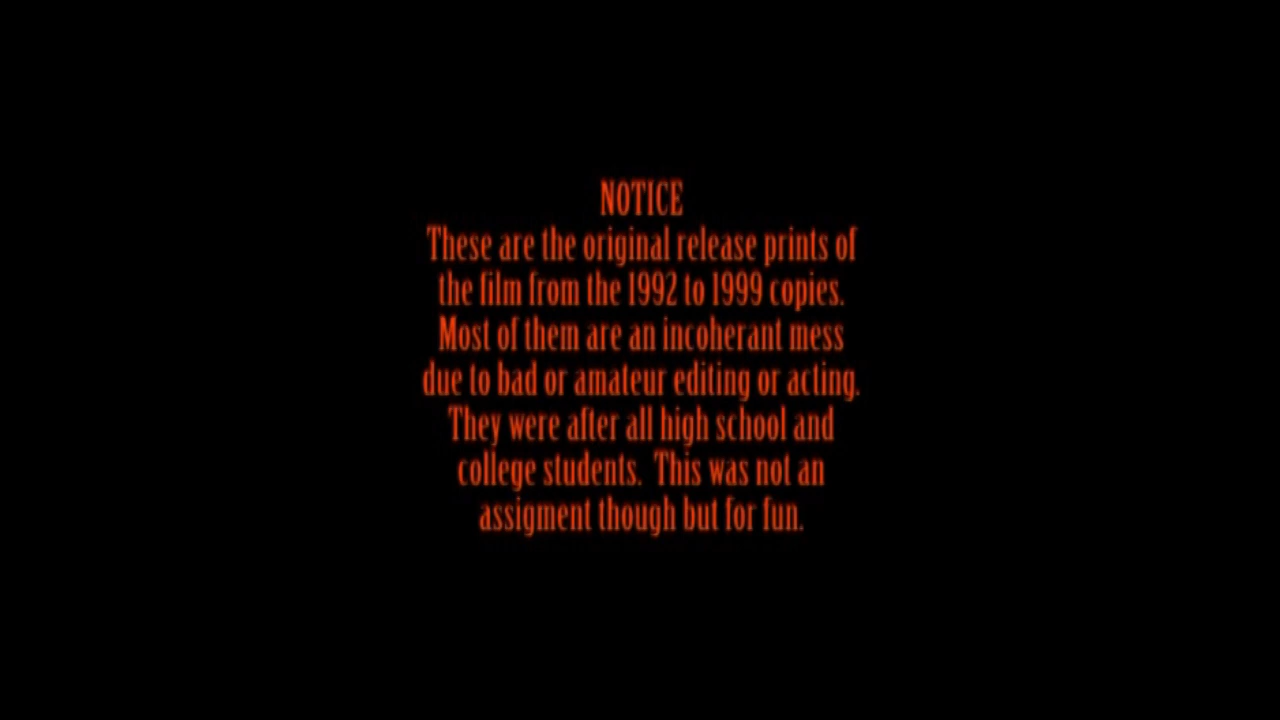 NOTICE
These are the original release prints of
the film from the 1992 to 1999 copies.
Most of them are an incoherant mess
due to bad or amateur editing or acting.
They were after all high school and
college students.  This was not an
assigment though but for fun.